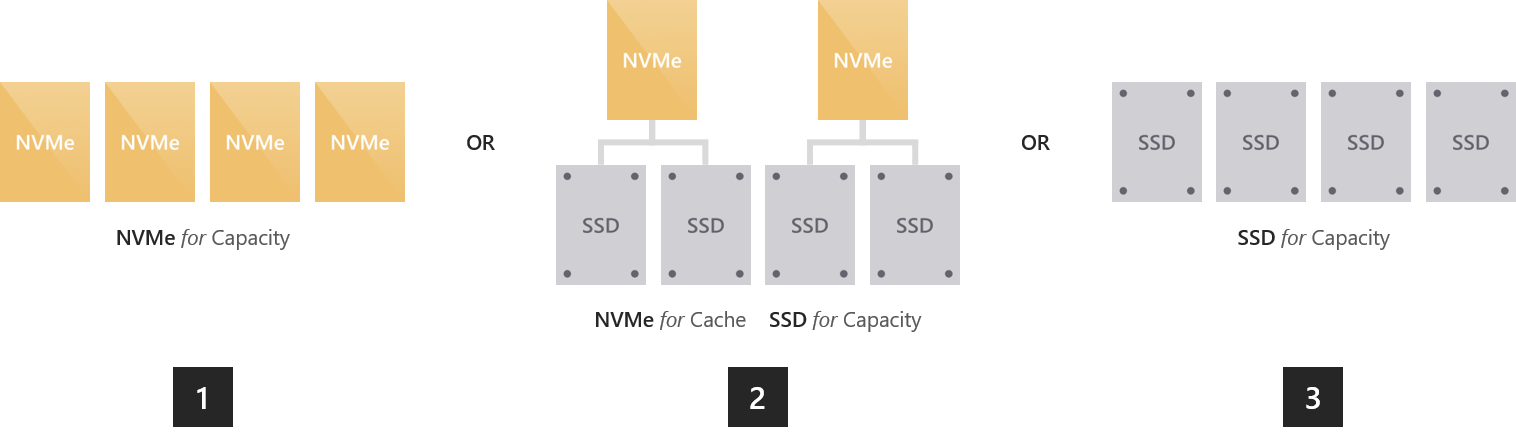 NVMe NVMe
NVMe NVMe NVMe NVMe
OR
OR
SSD SSD SSD SSD
SSD SSD SSD SSD
NVMe for Capacity
SSD for Capacity
NVMe for Cache SSD for Capacity
1
2
3